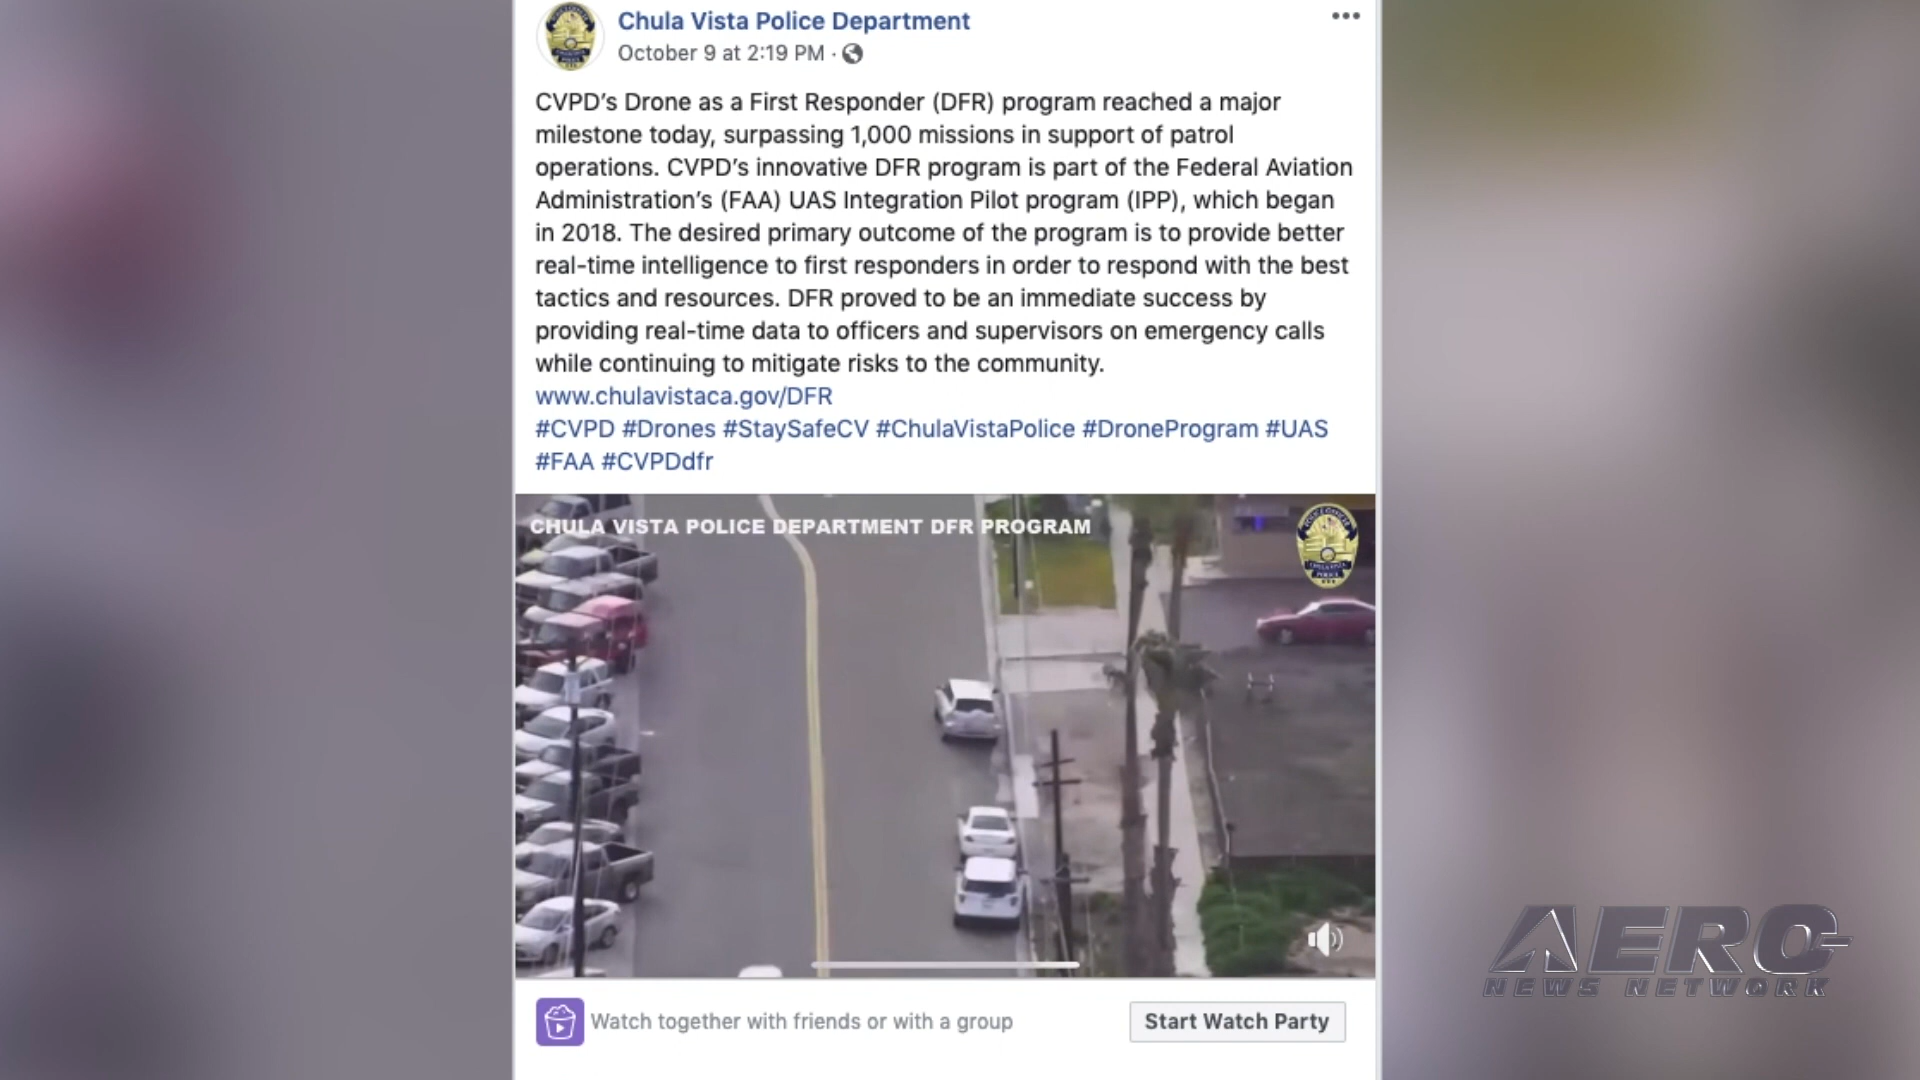 Chula Vista Police Department
October 9 at 2:19 PM ·
CVPD's Drone as a First Responder (DFR) program reached a major
milestone today, surpassing 1,000 missions in support of patrol
operations. CVPD's innovative DFR program is part of the Federal Aviation
Administration's (FAA) UAS Integration Pilot program (IPP), which began
in 2018. The desired primary outcome of the program is to provide better
real-time intelligence to first responders in order to respond with the best
tactics and resources. DFR proved to be an immediate success by
providing real-time data to officers and supervisors on emergency calls
while continuing to mitigate risks to the community.
www.chulavistaca.gov/DFR
#CVPD #Drones #StaySafeCV #ChulaVistaPolice #DroneProgram #UAS
#FAA #CVPDdfr
CHULA VISTA POLICE DEPARTMENT DFR PROGRAM
AERO
NEWS NETWORK
Watch together with friends or with a group
Start Watch Party